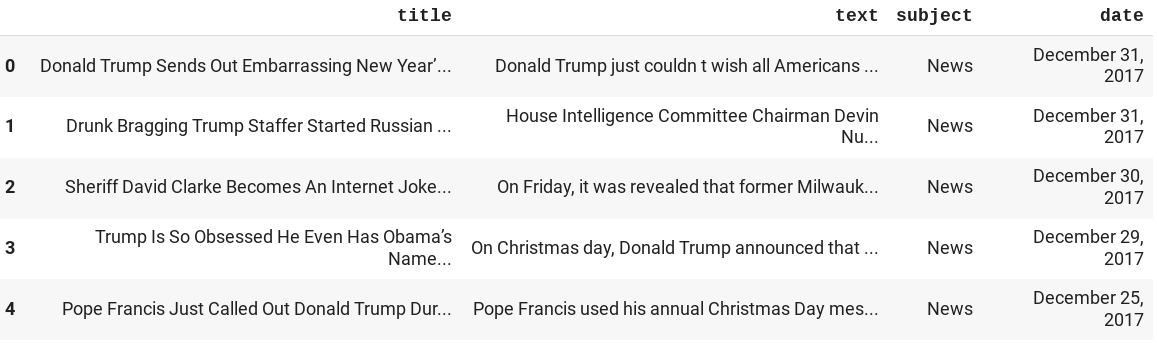 title text subject date
0 Donald Trump Sends Out Embarrassing New Year’... Donald Trump just couldn t wish all Americans ... News December 31,
2017
1 Drunk Bragging Trump Staffer Started Russian ... House Intelligence Committee Chairman Devin
Nu... News December 31,
2017
2 Sheriff David Clarke Becomes An Internet Joke... On Friday, it was revealed that former Milwauk... News December 30,
2017
3 Trump Is So Obsessed He Even Has Obama’s
Name... On Christmas day, Donald Trump announced that ... News December 29,
2017
4 Pope Francis Just Called Out Donald Trump Dur... Pope Francis used his annual Christmas Day mes... News December 25,
2017